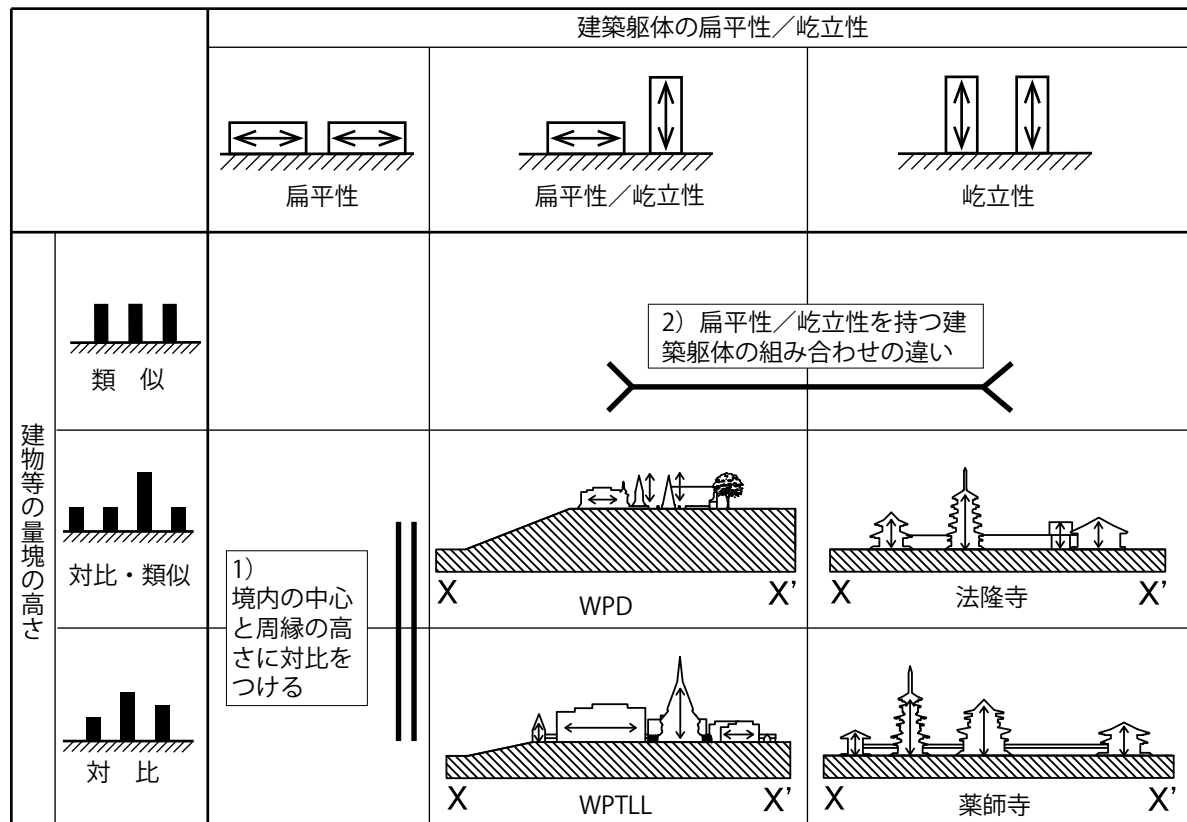 建築躯体の扁平性／屹立性
扁平性
扁平性／屹立性
屹立性
建物等の量塊の高さ
類　似
2）扁平性／屹立性を持つ建
築躯体の組み合わせの違い
対比・類似
1）
境内の中心
と周縁の高
さに対比を
つける
X
X'
WPD
X
X'
法隆寺
対　比
X
X'
WPTLL
X
X'
薬師寺